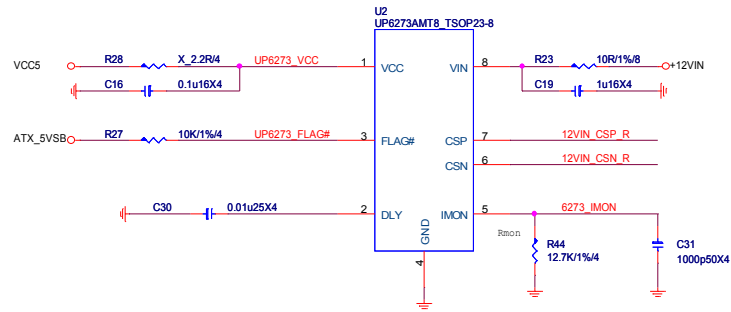 U2
UP6273AMT8_TSOP23-8
VCC5
R28
X_2.2R/4
UP6273_VCC
1
VCC
VIN
8
R23
10R/1%/8
+12VIN
C16
0.1u16X4
C19
1u16X4
ATX_5VSB
R27
10K/1%/4
UP6273_FLAG#
3
FLAG#
CSP
7
12VIN_CSP_R
CSN
6
12VIN_CSN_R
C30
0.01u25X4
2
DLY
IMON
5
6273_IMON
GND
4
Rmon
R44
12.7K/1%/4
C31
1000p50X4